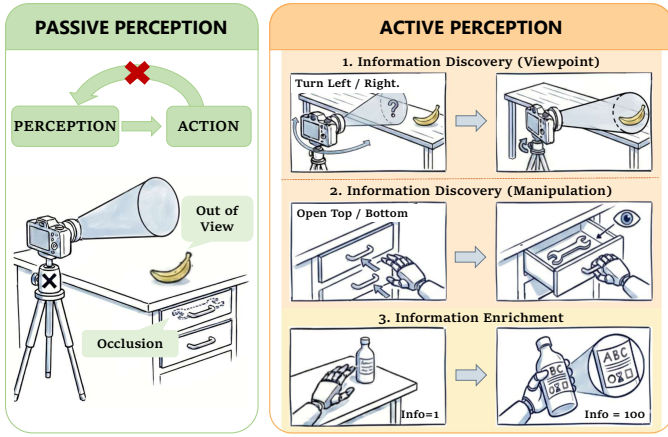 PASSIVE PERCEPTION
PERCEPTION
ACTION
Out of
View
Occlusion
ACTIVE PERCEPTION
1. Information Discovery (Viewpoint)
Turn Left / Right.
?
2. Information Discovery (Manipulation)
Open Top / Bottom
3. Information Enrichment
Info=1
ABC
ABC
Info = 100